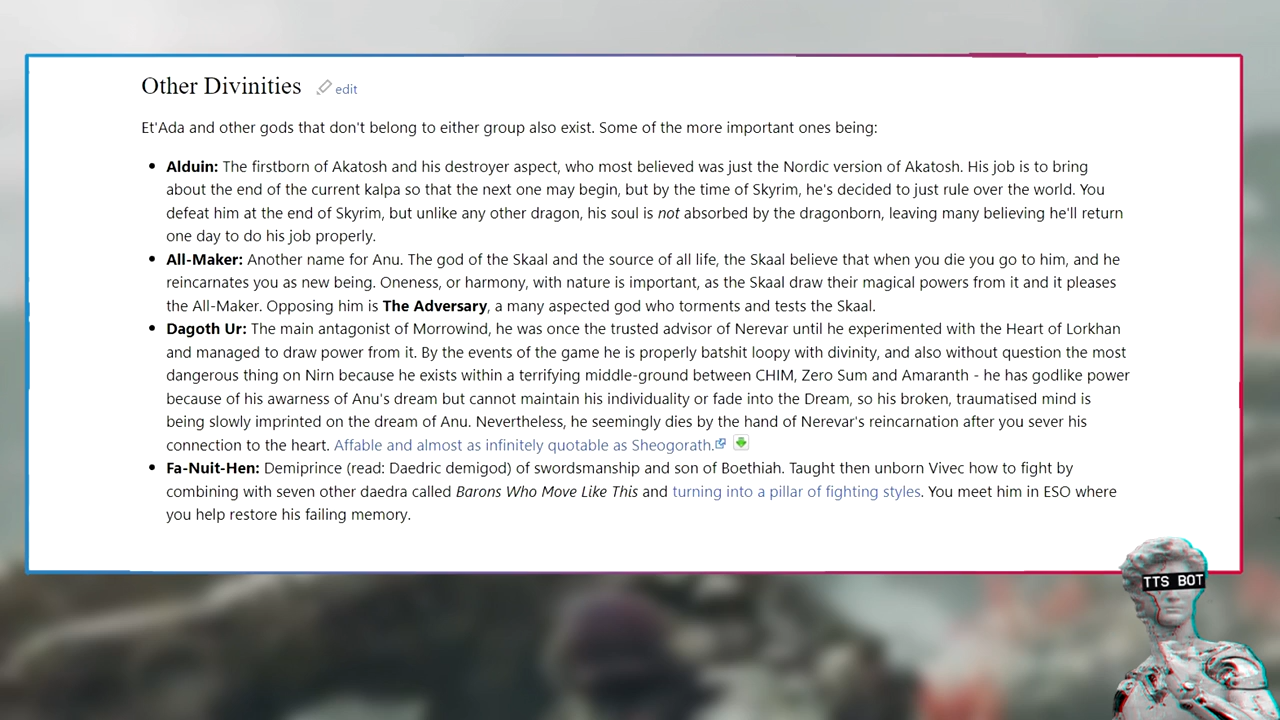 Other Divinities edit
Et'Ada and other gods that don't belong to either group also exist. Some of the more important ones being:
• Alduin: The firstborn of Akatosh and his destroyer aspect, who most believed was just the Nordic version of Akatosh. His job is to bring
about the end of the current kalpa so that the next one may begin, but by the time of Skyrim, he's decided to just rule over the world. You
defeat him at the end of Skyrim, but unlike any other dragon, his soul is not absorbed by the dragonborn, leaving many believing he'll return
one day to do his job properly.
• All-Maker: Another name for Anu. The god of the Skaal and the source of all life, the Skaal believe that when you die you go to him, and he
reincarnates you as new being. Oneness, or harmony, with nature is important, as the Skaal draw their magical powers from it and it pleases
the All-Maker. Opposing him is The Adversary, a many aspected god who torments and tests the Skaal.
• Dagoth Ur: The main antagonist of Morrowind, he was once the trusted advisor of Nerevar until he experimented with the Heart of Lorkhan
and managed to draw power from it. By the events of the game he is properly batshit loopy with divinity, and also without question the most
dangerous thing on Nirn because he exists within a terrifying middle-ground between CHIM, Zero Sum and Amaranth - he has godlike power
because of his awarness of Anu's dream but cannot maintain his individuality or fade into the Dream, so his broken, traumatised mind is
being slowly imprinted on the dream of Anu. Nevertheless, he seemingly dies by the hand of Nerevar's reincarnation after you sever his
connection to the heart. Affable and almost as infinitely quotable as Sheogorath.
• Fa-Nuit-Hen: Demiprince (read: Daedric demigod) of swordsmanship and son of Boethiah. Taught then unborn Vivec how to fight by
combining with seven other daedra called Barons Who Move Like This and turning into a pillar of fighting styles. You meet him in ESO where
you help restore his failing memory.
TTS BOT